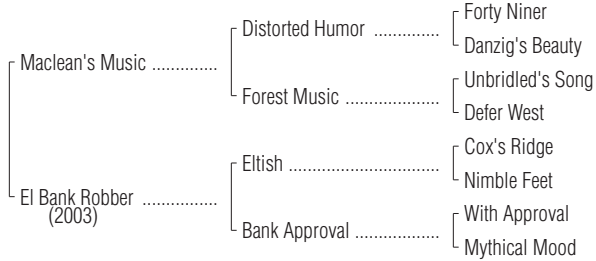 Forty Niner
Distorted Humor ..............
Danzig's Beauty
Maclean's Music ..............
Unbridled's Song
Forest Music ....................
Defer West
Cox's Ridge
Eltish ................................
Nimble Feet
El Bank Robber ................
(2003)
With Approval
Bank Approval ..................
Mythical Mood